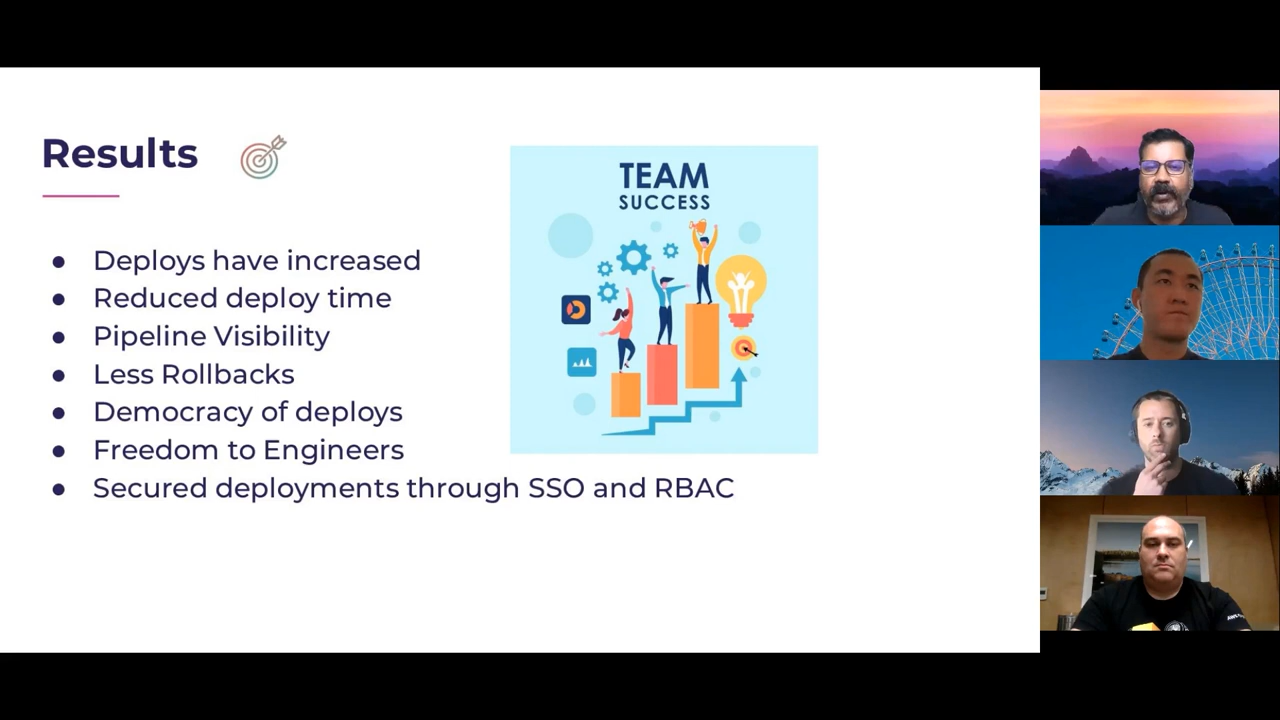 Results
Deploys have increased
Reduced deploy time
Pipeline Visibility
Less Rollbacks
Democracy of deploys
Freedom to Engineers
Secured deployments through SSO and RBAC
TEAM
SUCCESS